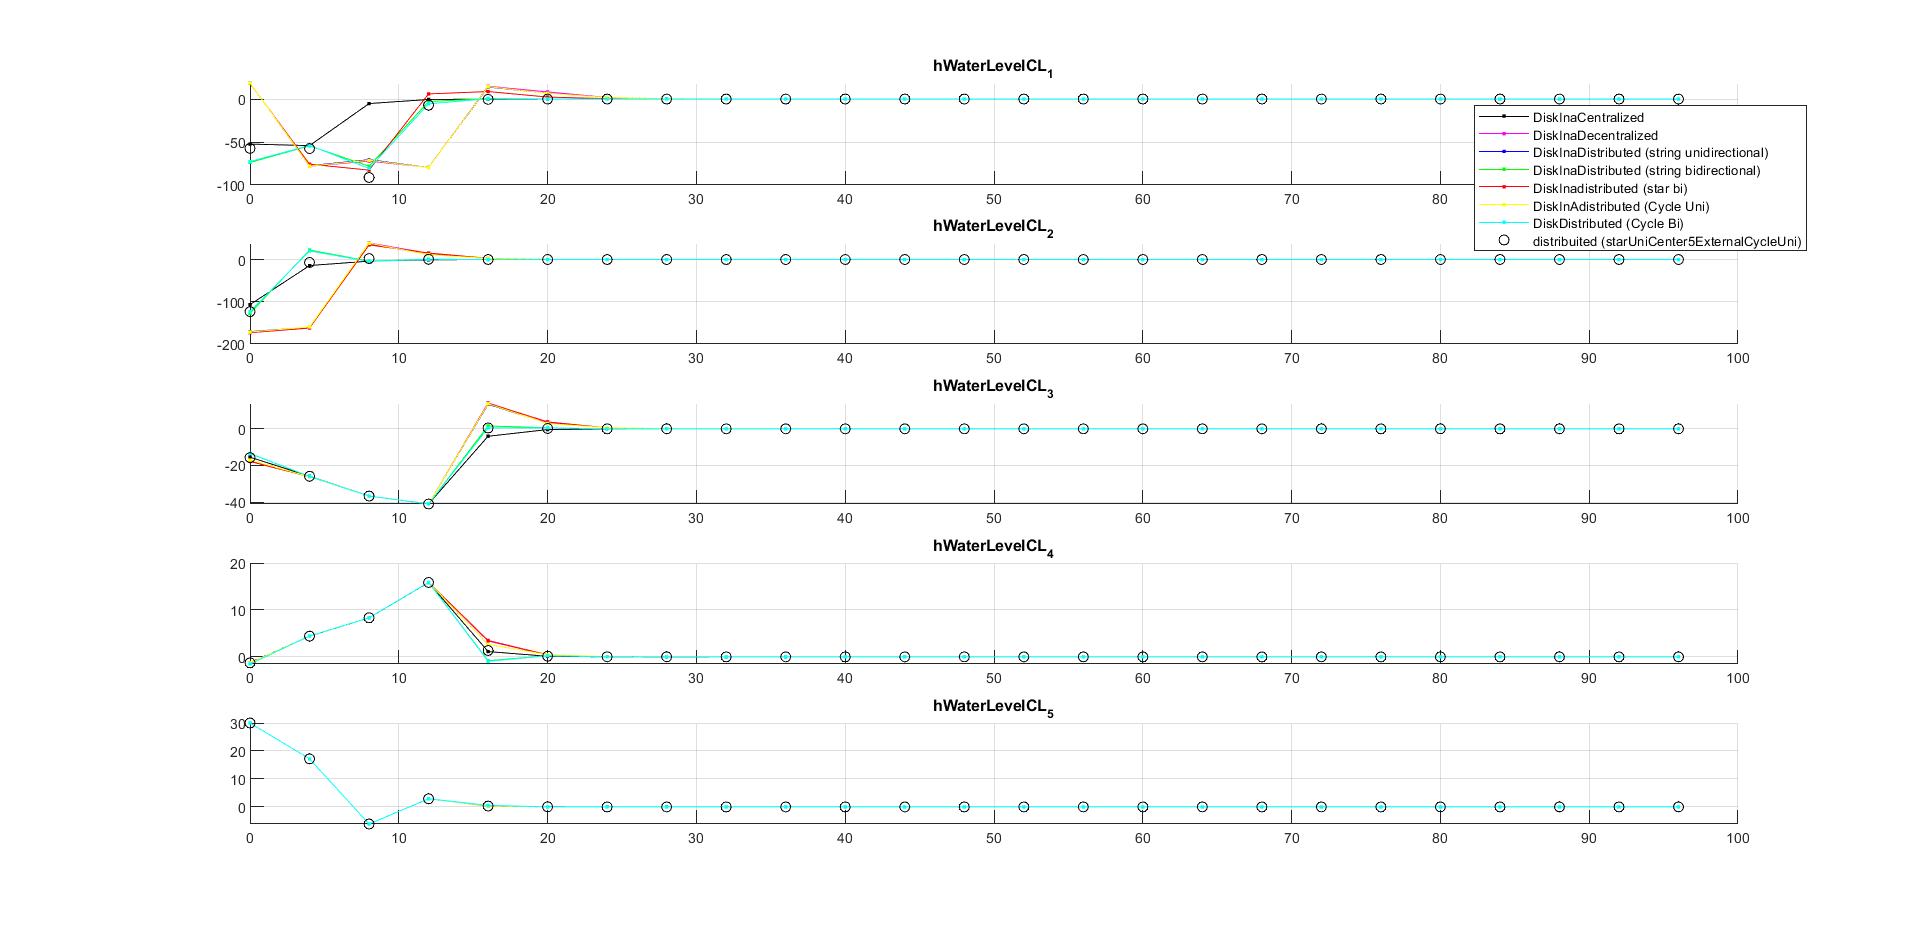 hWaterLevelCL1
0
-50
-100
0 10 20 30 40 50 60 70 80
DiskInaCentralized
DiskInaDecentralized
DiskInaDistributed (string unidirectional)
DiskInaDistributed (string bidirectional)
DiskInadistributed (star bi)
DiskInAdistributed (Cycle Uni)
DiskDistributed (Cycle Bi)
distribuited (starUniCenter5ExternalCycleUni)
hWaterLevelCL2
0
-100
-200
0 10 20 30 40 50 60 70 80 90 100
hWaterLevelCL3
0
-20
-40
0 10 20 30 40 50 60 70 80 90 100
hWaterLevelCL4
20
10
0
0 10 20 30 40 50 60 70 80 90 100
hWaterLevelCL5
30
20
10
0
0 10 20 30 40 50 60 70 80 90 100